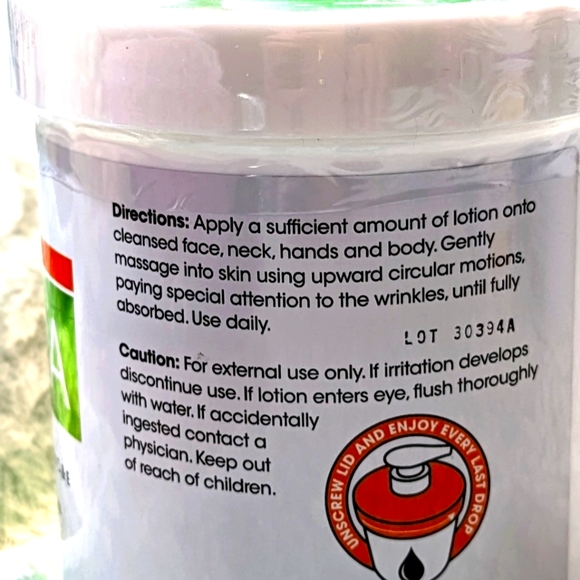 Directions: Apply a sufficient amount of lotion onto
cleansed face, neck, hands and body. Gently
massage into skin using upward circular motions,
paying special attention to the wrinkles, until fully
absorbed. Use daily.
LOT 30394A
Caution: For external use only. If irritation develops
discontinue use. If lotion enters eye, flush thoroughly
with water. If accidentally
ingested contact a
physician. Keep out
of reach of children.
UNSCREW LID AND ENJOY EVERY LAST DROP
A